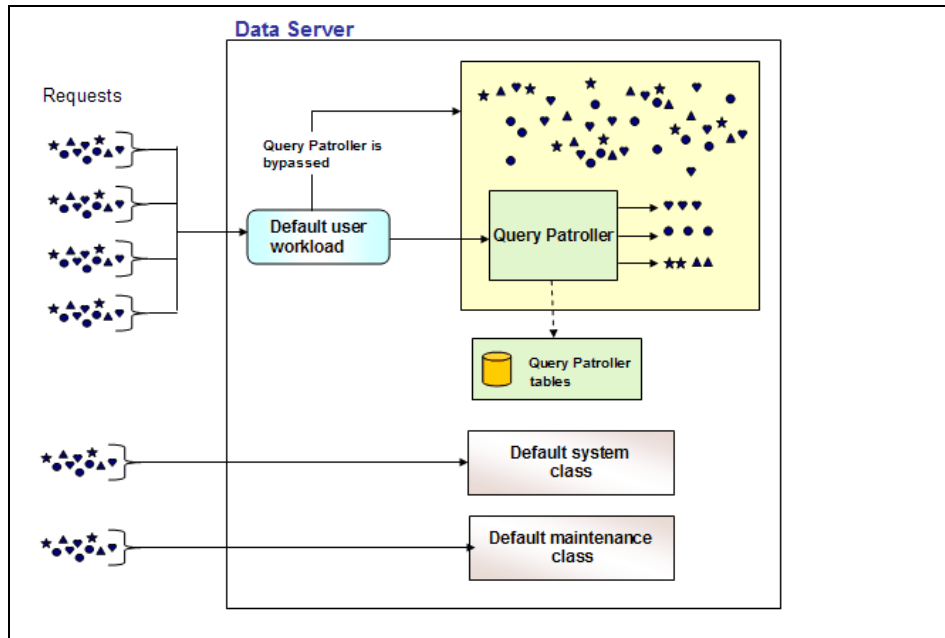 Data Server
Requests
Query Patroller is
bypassed
Default user
workload
Query Patroller
Query Patroller
tables
Default system
class
Default maintenance
class